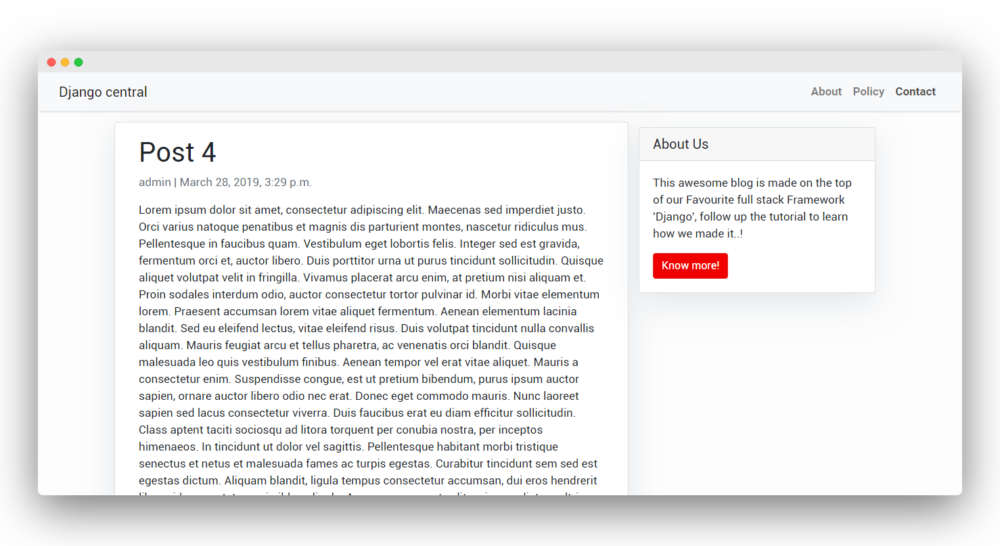 Django central
About Policy Contact
Post 4
admin | March 28, 2019, 3:29 p.m.
Lorem ipsum dolor sit amet, consectetur adipiscing elit. Maecenas sed imperdiet justo.
Orci varius natoque penatibus et magnis dis parturient montes, nascetur ridiculus mus.
Pellentesque in faucibus quam. Vestibulum eget lobortis felis. Integer sed est gravida,
fermentum orci et, auctor libero. Duis porttitor urna ut purus tincidunt sollicitudin. Quisque
aliquet volutpat velit in fringilla. Vivamus placerat arcu enim, at pretium nisi aliquam et.
Proin sodales interdum odio, auctor consectetur tortor pulvinar id. Morbi vitae elementum
lorem. Praesent accumsan lorem vitae aliquet fermentum. Aenean elementum lacinia
blandit. Sed eu eleifend lectus, vitae eleifend risus. Duis volutpat tincidunt nulla convallis
aliquam. Mauris feugiat arcu et tellus pharetra, ac venenatis orci blandit. Quisque
malesuada leo quis vestibulum finibus. Aenean tempor vel erat vitae aliquet. Mauris a
consectetur enim. Suspendisse congue, est ut pretium bibendum, purus ipsum auctor
sapien, ornare auctor libero odio nec erat. Donec eget commodo mauris. Nunc laoreet
sapien sed lacus consectetur viverra. Duis faucibus erat eu diam efficitur sollicitudin.
Class aptent taciti sociosqu ad litora torquent per conubia nostra, per inceptos
himenaeos. In tincidunt ut dolor vel sagittis. Pellentesque habitant morbi tristique
senectus et netus et malesuada fames ac turpis egestas. Curabitur tincidunt sem sed est
egestas dictum. Aliquam blandit, ligula tempus consectetur accumsan, dui eros hendrerit
About Us
This awesome blog is made on the top
of our Favourite full stack Framework
'Django', follow up the tutorial to learn
how we made it..!
Know more!